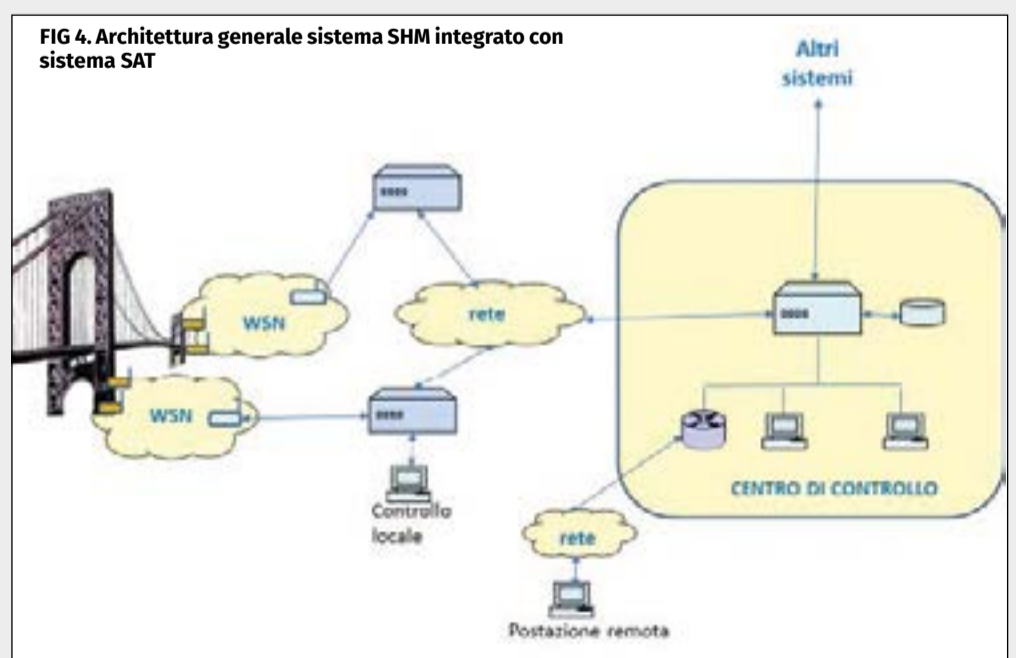 FIG 4. Architettura generale sistema SHM integrato con
sistema SAT
Altri
sistemi
WSN
rete
WSN
Controllo
locale
CENTRO DI CONTROLLO
rete
Postazione remota